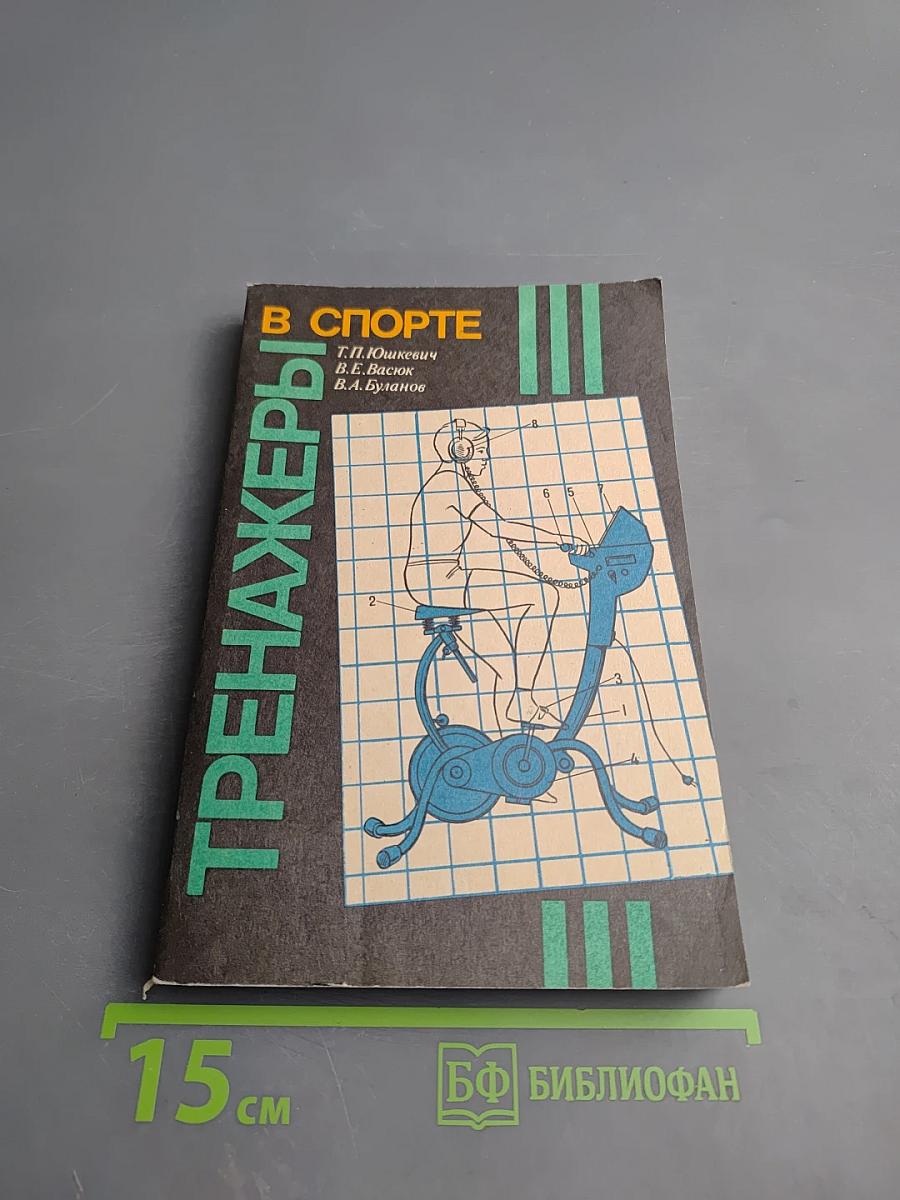 В СПОРТЕ
ТРЕНАЖЕРЫ
Т.П.Юшкевич
В.Е.Васюк
В.А.Буланов
8
6 5 7
2
3
1
4
15 см
БФ БИБЛИОФАН